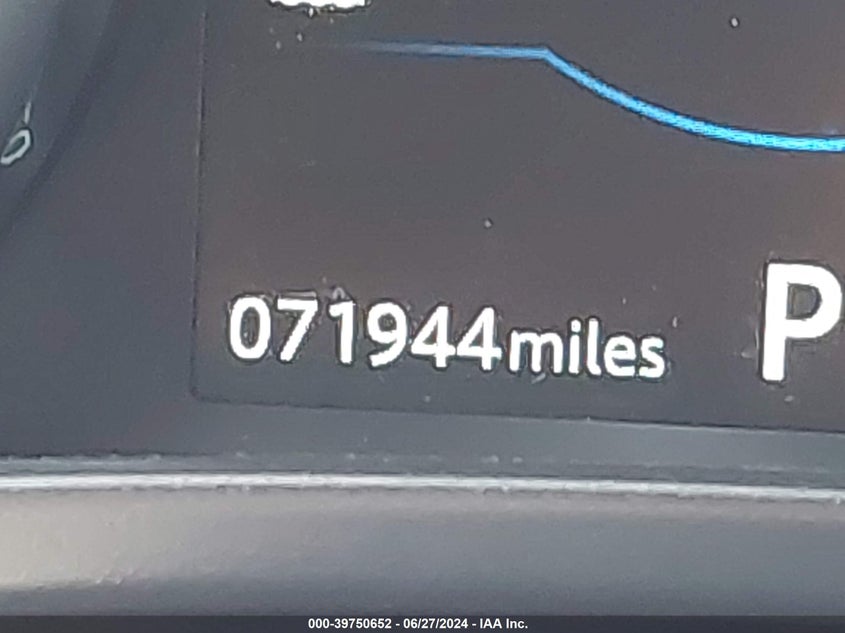 071944miles
P
000-39750652 - 06/27/2024 - IAA Inc.